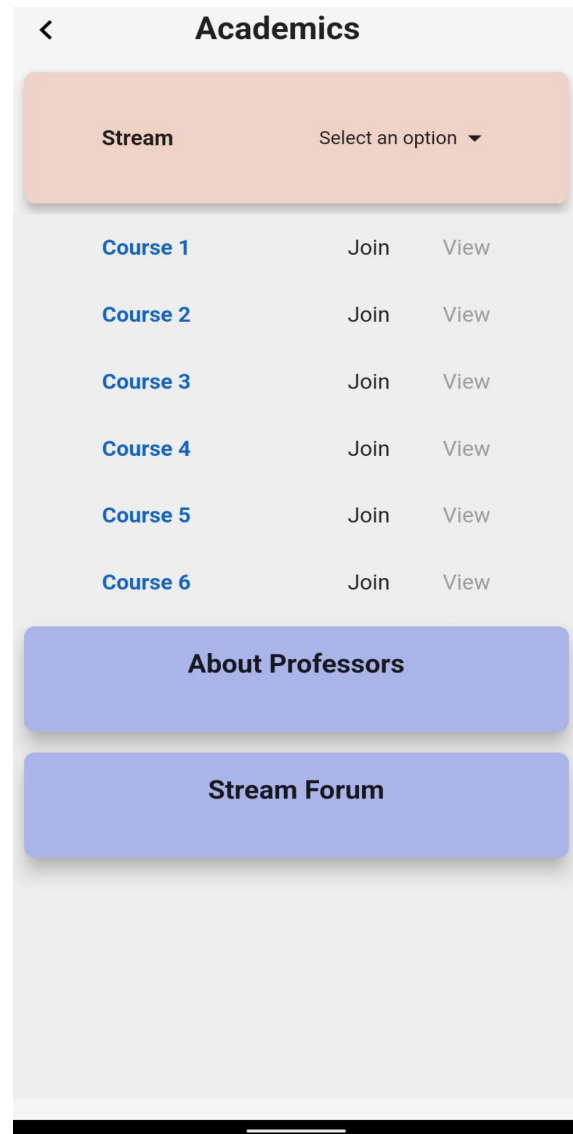 Academics
Stream Select an option
Course 1 Join View
Course 2 Join View
Course 3 Join View
Course 4 Join View
Course 5 Join View
Course 6 Join View
About Professors
Stream Forum